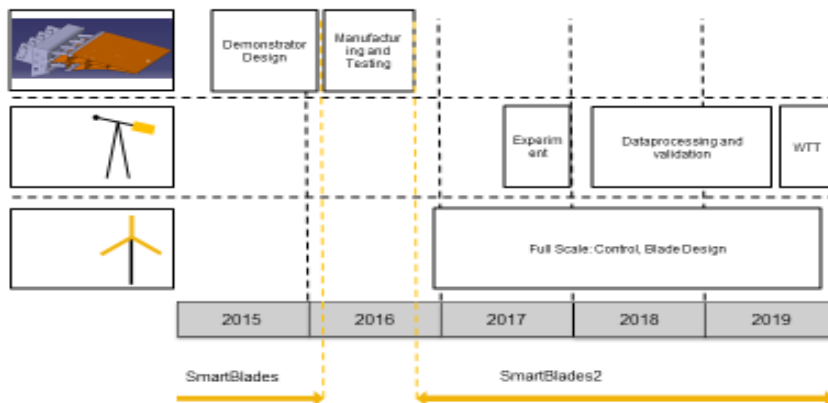 Demonstrator
Design
Manufactur
ing and
Testing
Experim
ent
Dataprocessing and
validation
WTT
Full Scale: Control, Blade Design
2015
2016
2017
2018
2019
SmartBlades
SmartBlades2